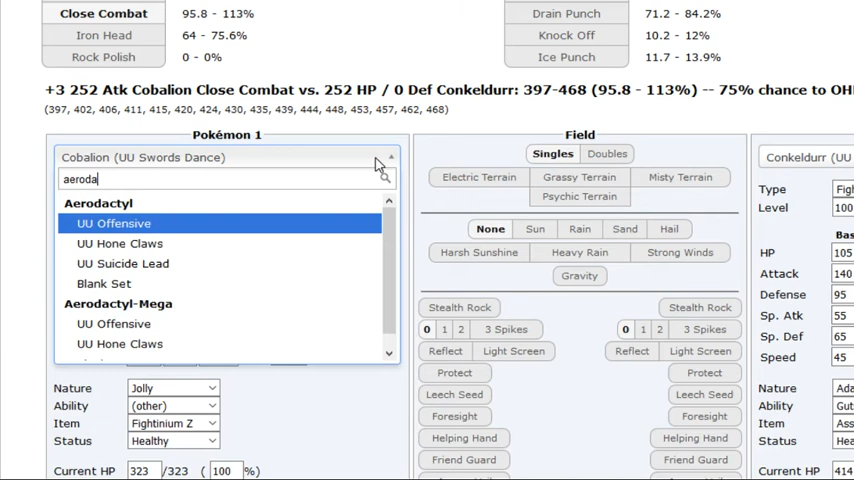 Close Combat 95.8 - 113% Drain Punch 71.2 - 84.2%
Iron Head 64 - 75.6% Knock Off 10.2 - 12%
Rock Polish 0 - 0% Ice Punch 11.7 - 13.9%
+3 252 Atk Cobalion Close Combat vs. 252 HP / 0 Def Conkeldurr: 397-468 (95.8 - 113%) -- 75% chance to OH
(397, 402, 406, 411, 415, 420, 424, 430, 435, 439, 444, 448, 453, 457, 462, 468)
Pokémon 1 Field
Cobalion (UU Swords Dance) Singles Doubles Conkeldurr (UU
aeroda Electric Terrain Grassy Terrain Misty Terrain Type Figh
Psychic Terrain
Aerodactyl Level 100
UU Offensive None Sun Rain Sand Hail Bas
UU Hone Claws Harsh Sunshine Heavy Rain Strong Winds HP 105
UU Suicide Lead Gravity Attack 140
Blank Set Defense 95
Aerodactyl-Mega Stealth Rock Stealth Rock Sp. Atk 55
UU Offensive 0 1 2 3 Spikes 0 1 2 3 Spikes Sp. Def 65
UU Hone Claws Reflect Light Screen Reflect Light Screen Speed 45
Protect Protect
Nature Jolly Leech Seed Leech Seed Nature Ada
Ability (other) Foresight Foresight Ability Gut
Item Fightinium Z Item Ass
Status Healthy Helping Hand Helping Hand Status Hea
Friend Guard Friend Guard
Current HP 323 /323 ( 100 %) Current HP 414